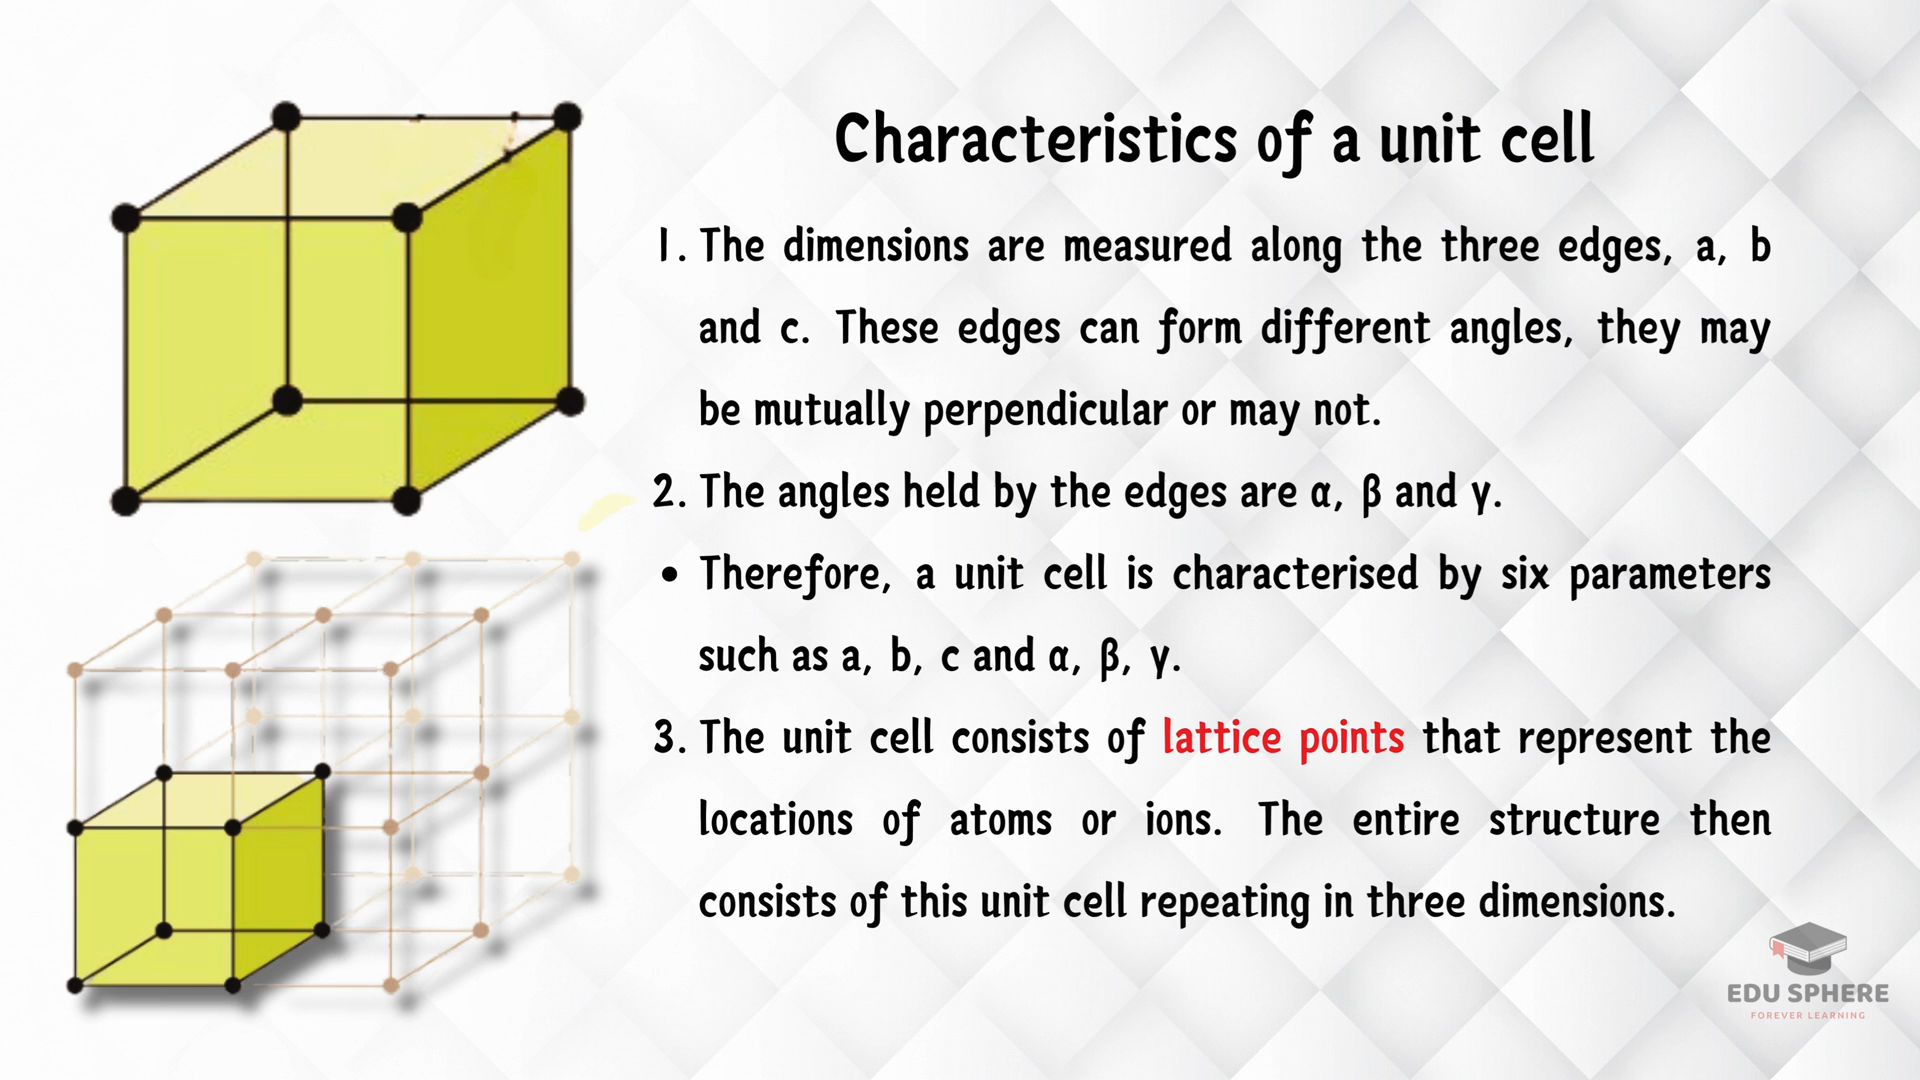 Characteristics of a unit cell
1. The dimensions are measured along the three edges, a, b
and c. These edges can form different angles, they may
be mutually perpendicular or may not.
2. The angles held by the edges are α, β and γ.
• Therefore, a unit cell is characterised by six parameters
such as a, b, c and α, β, γ.
3. The unit cell consists of lattice points that represent the
locations of atoms or ions. The entire structure then
consists of this unit cell repeating in three dimensions.
EDU SPHERE
FOREVER LEARNING